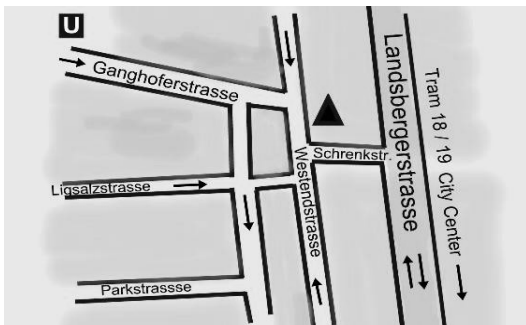 U
Ganghoferstrasse
Landsbergerstrasse
Tram 18 / 19 City Center
Schrenkstr.
Westendstrasse
Ligsalzstrasse
Parkstrassse